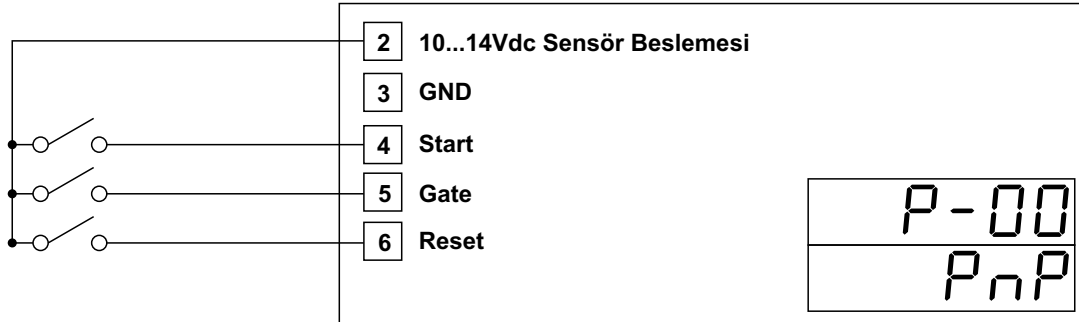 2 10...14Vdc Sensör Beslemesi
3 GND
4 Start
5 Gate
6 Reset
P-00
PnP